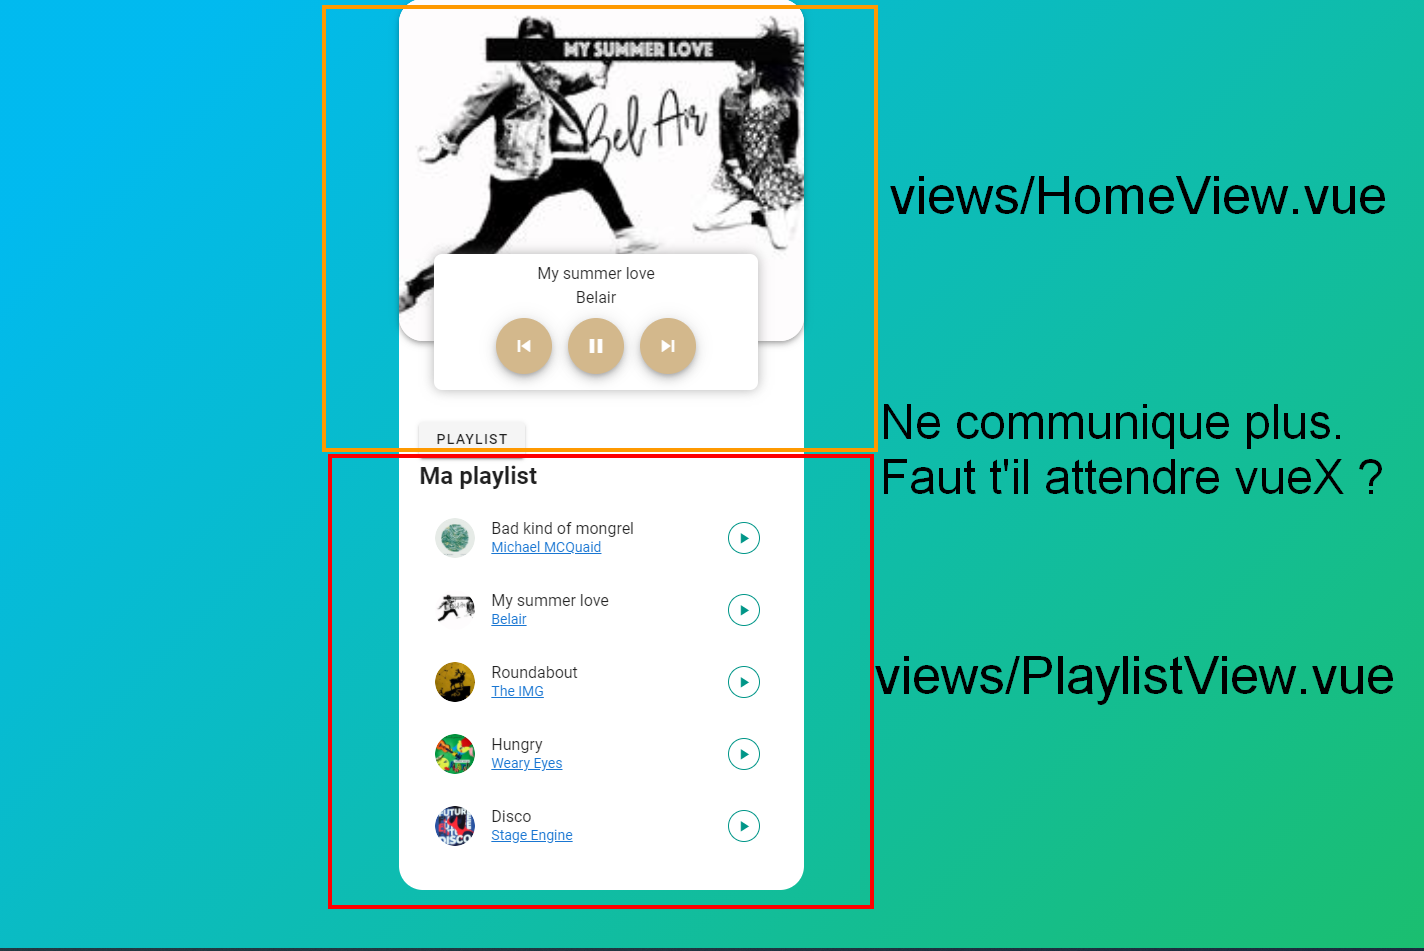 MY SUMMER LOVE
Bel Air
views/HomeView.vue
My summer love
Belair
Ne communique plus.
Faut t'il attendre vueX ?
PLAYLIST
Ma playlist
Bad kind of mongrel
Michael MCQuaid
My summer love
Belair
views/PlaylistView.vue
Roundabout
The IMG
Hungry
Weary Eyes
Disco
Stage Engine